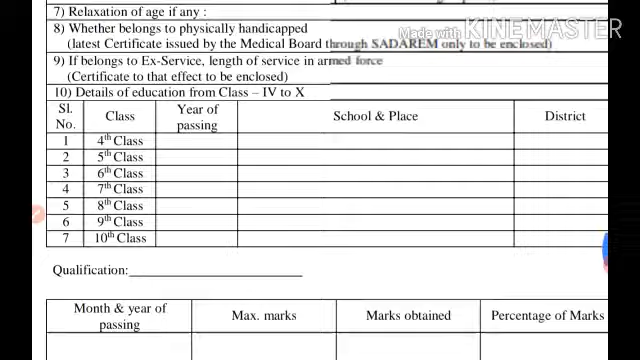 7) Relaxation of age if any :
8) Whether belongs to physically handicapped
Made with KINEMASTER
(latest Certificate issued by the Medical Board through SADAREM only to be enclosed)
9) If belongs to Ex-Service, length of service in armed force
(Certificate to that effect to be enclosed)
10) Details of education from Class – IV to X
Sl. No. Class Year of passing School & Place District
1 4th Class
2 5th Class
3 6th Class
4 7th Class
5 8th Class
6 9th Class
7 10th Class
Qualification:_______________________
Month & year of passing Max. marks Marks obtained Percentage of Marks